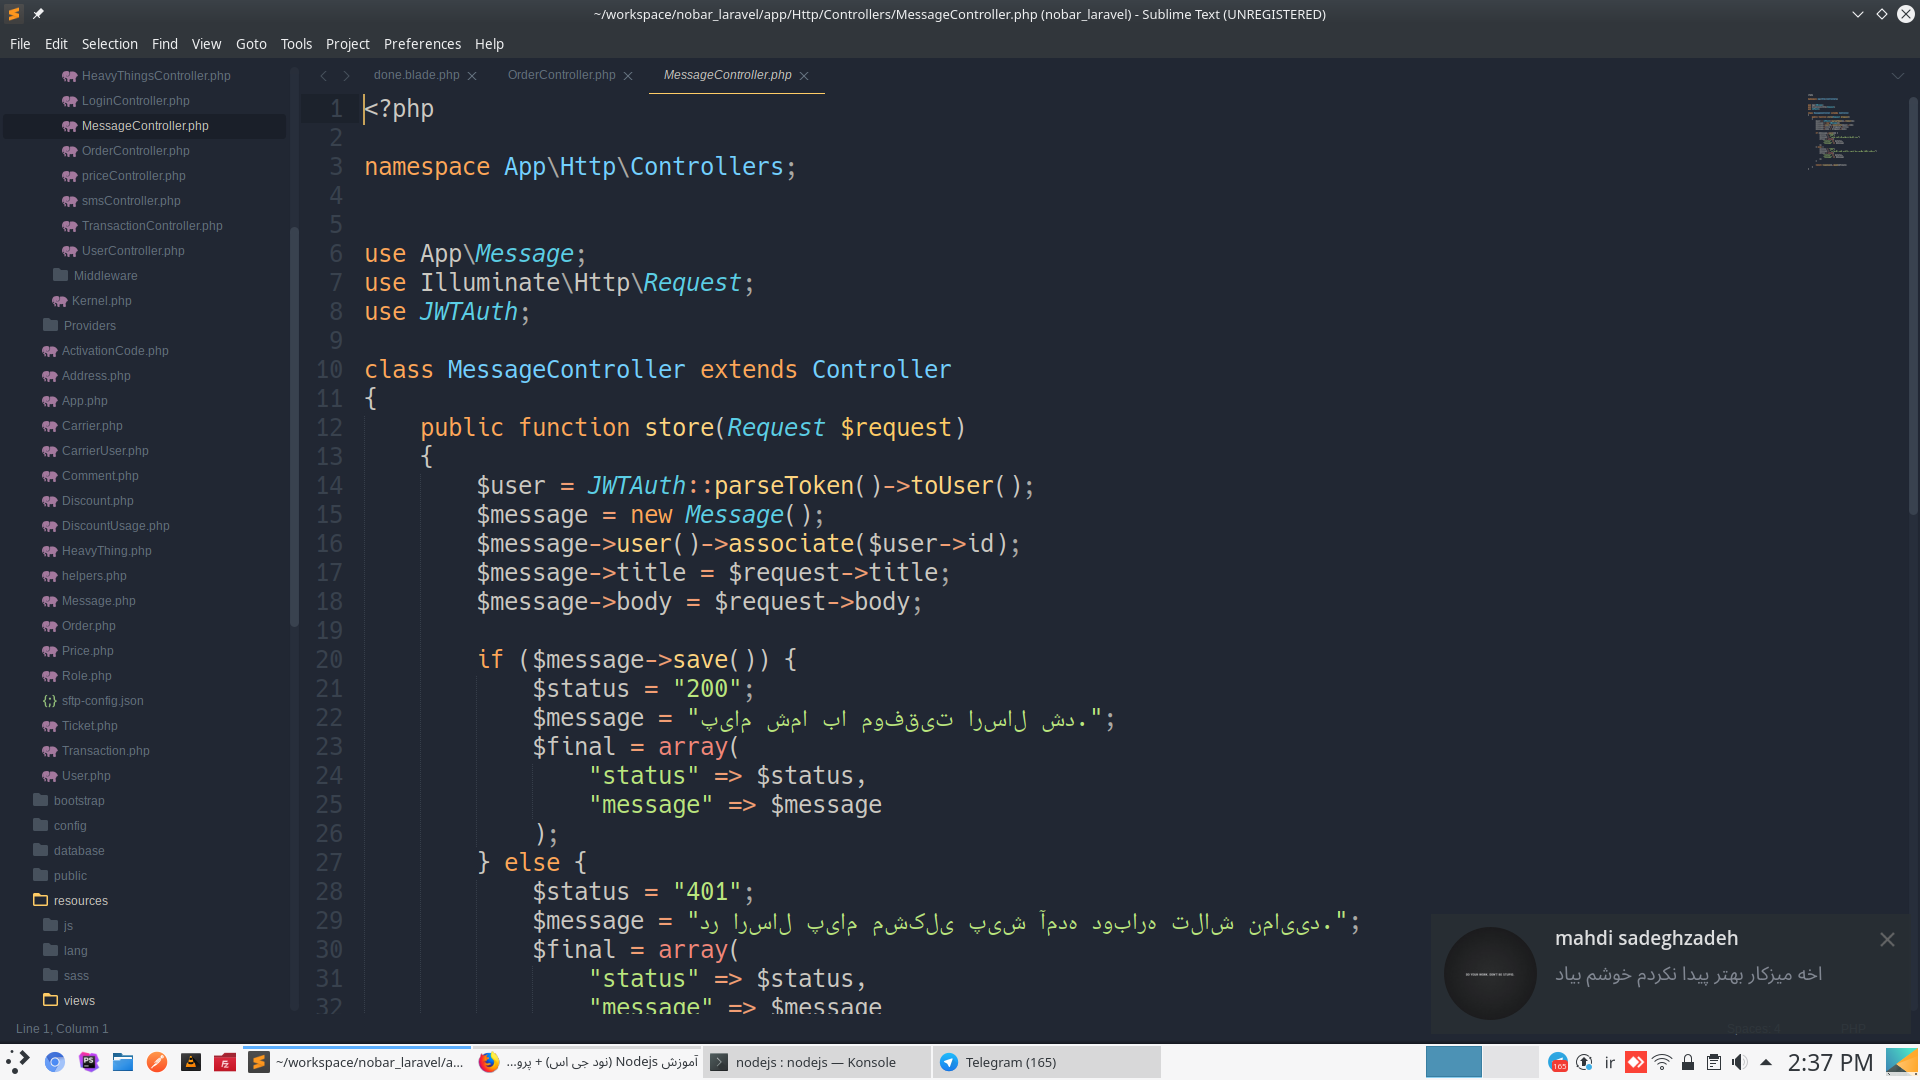 ~/workspace/nobar_laravel/app/Http/Controllers/MessageController.php (nobar_laravel) - Sublime Text (UNREGISTERED)
File Edit Selection Find View Goto Tools Project Preferences Help
HeavyThingsController.php
LoginController.php
MessageController.php
OrderController.php
priceController.php
smsController.php
TransactionController.php
UserController.php
Middleware
Kernel.php
Providers
ActivationCode.php
Address.php
App.php
Carrier.php
CarrierUser.php
Comment.php
Discount.php
DiscountUsage.php
HeavyThing.php
helpers.php
Message.php
Order.php
Price.php
Role.php
sftp-config.json
Ticket.php
Transaction.php
User.php
bootstrap
config
database
public
resources
js
lang
sass
views
done.blade.php OrderController.php MessageController.php
1 <?php
2
3 namespace App\Http\Controllers;
4
5
6 use App\Message;
7 use Illuminate\Http\Request;
8 use JWTAuth;
9
10 class MessageController extends Controller
11 {
12 public function store(Request $request)
13 {
14 $user = JWTAuth::parseToken()->toUser();
15 $message = new Message();
16 $message->user()->associate($user->id);
17 $message->title = $request->title;
18 $message->body = $request->body;
19
20 if ($message->save()) {
21 $status = "200";
22 $message = "پیام شما با موفقیت ارسال شد.";
23 $final = array(
24 "status" => $status,
25 "message" => $message
26 );
27 } else {
28 $status = "401";
29 $message = "در ارسال پیام مشکلی پیش آمده دوباره تلاش نمایید.";
30 $final = array(
31 "status" => $status,
32 "message" => $message
mahdi sadeghzadeh
اخه میزکار بهتر پیدا نکردم خوشم بیاد
Line 1, Column 1
~/workspace/nobar_laravel/a...
آموزش Nodejs (نود جی اس) + پرو...
nodejs : nodejs — Konsole
Telegram (165)
165
ir
2:37 PM